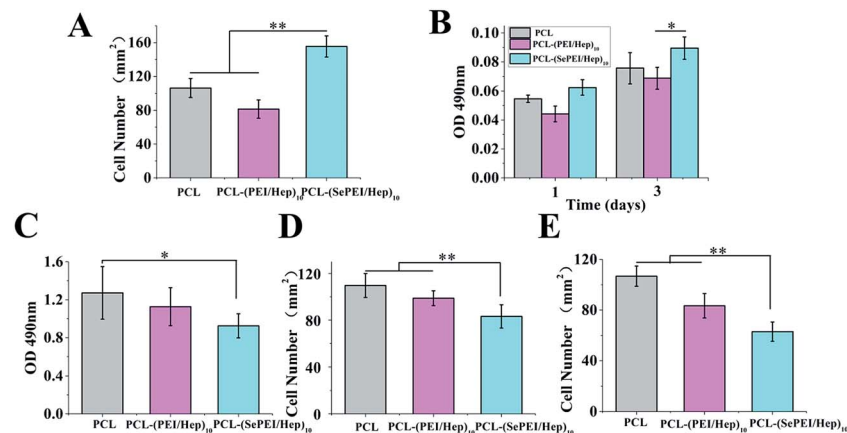 A
**
160
120
80
40
0
Cell Number (mm²)
PCL
PCL-(PEI/Hep)₁₀
PCL-(SePEI/Hep)₁₀
B
*
PCL
PCL-(PEI/Hep)₁₀
PCL-(SePEI/Hep)₁₀
0.10
0.08
0.06
0.04
0.02
0.00
OD 490nm
1
3
Time (days)
C
*
1.6
1.2
0.8
0.4
0.0
OD 490nm
PCL
PCL-(PEI/Hep)₁₀
PCL-(SePEI/Hep)₁₀
D
**
120
80
40
0
Cell Number (mm²)
PCL
PCL-(PEI/Hep)₁₀
PCL-(SePEI/Hep)₁₀
E
**
120
80
40
0
Cell Number (mm²)
PCL
PCL-(PEI/Hep)₁₀
PCL-(SePEI/Hep)₁₀